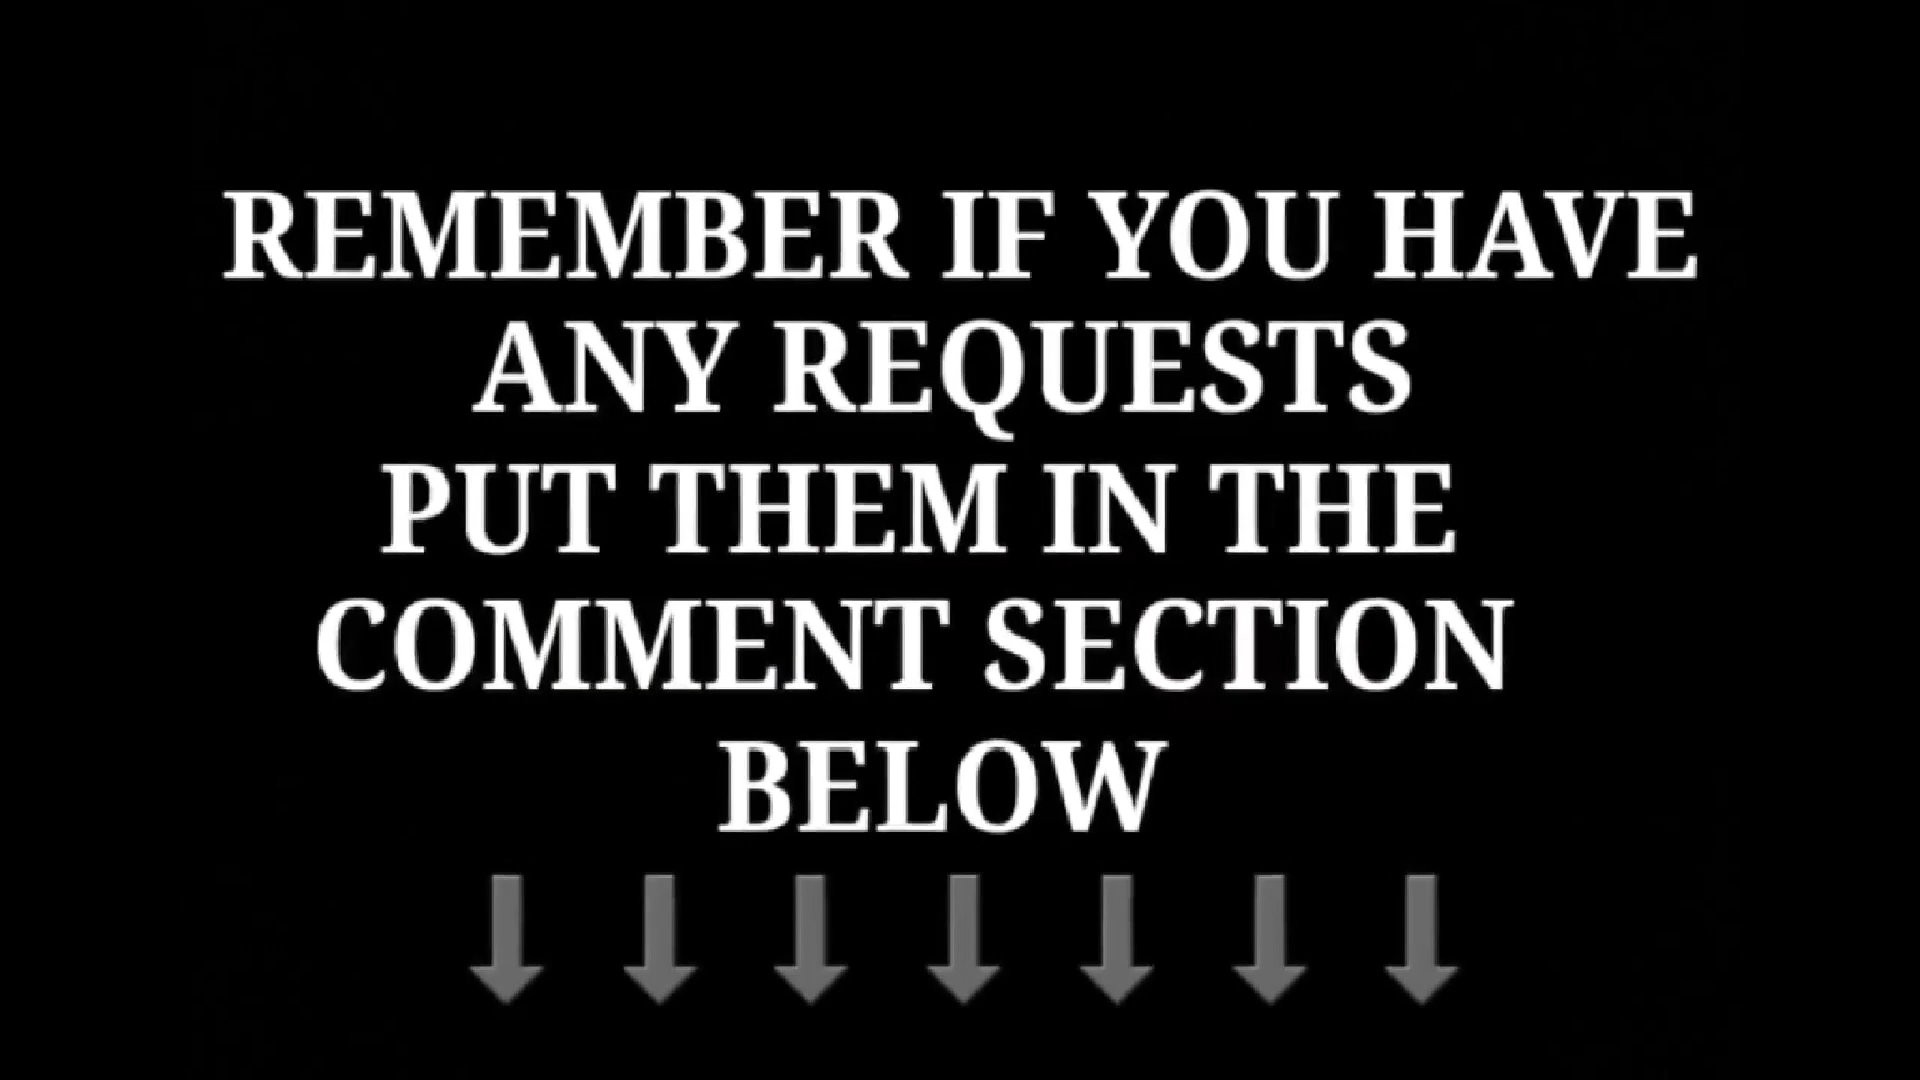 REMEMBER IF YOU HAVE
ANY REQUESTS
PUT THEM IN THE
COMMENT SECTION
BELOW